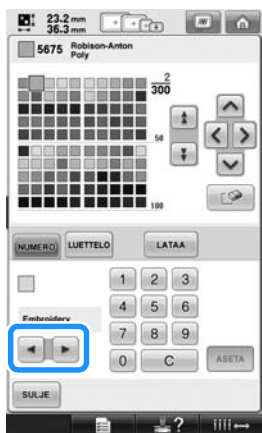 23.2 mm
36.3 mm
5675 Robison-Anton
Poly
2
300
50
100
NUMERO LUETTELO LATAA
1 2 3
Embroidery
4 5 6
7 8 9
0 C ASETA
SULJE
?